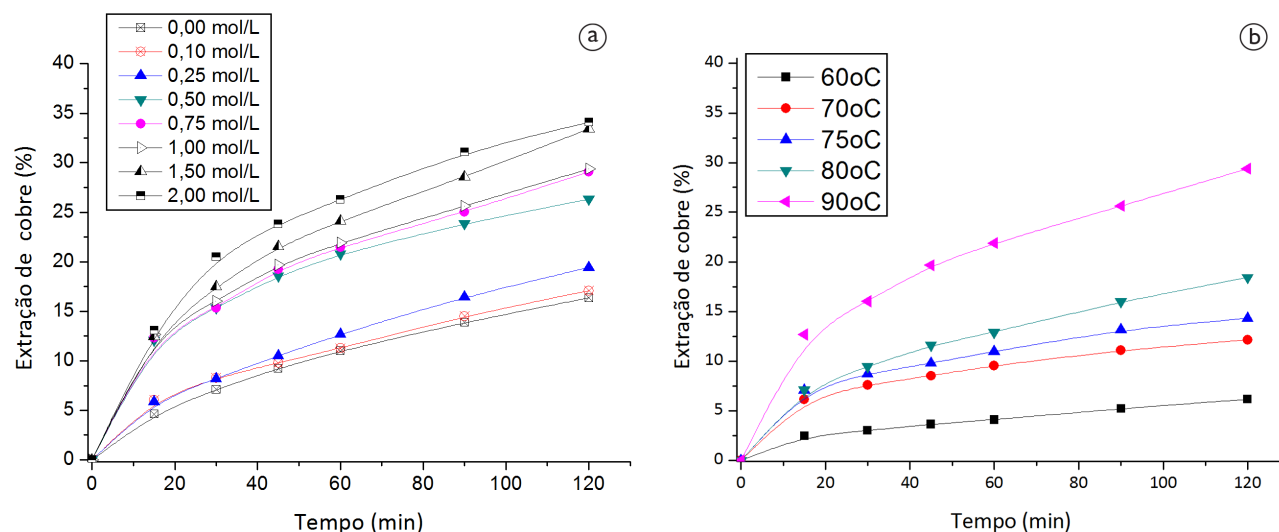 a
0,00 mol/L
0,10 mol/L
0,25 mol/L
0,50 mol/L
0,75 mol/L
1,00 mol/L
1,50 mol/L
2,00 mol/L
Extração de cobre (%)
40
35
30
25
20
15
10
5
0
0 20 40 60 80 100 120
Tempo (min)
b
60oC
70oC
75oC
80oC
90oC
Extração de cobre (%)
40
35
30
25
20
15
10
5
0
0 20 40 60 80 100 120
Tempo (min)